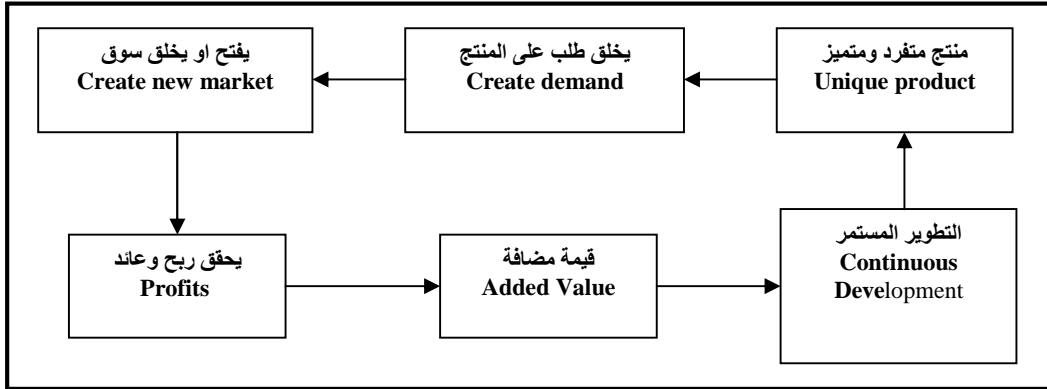 منتج متفرد ومتميز
Unique product
يخلق طلب على المنتج
Create demand
يفتح او يخلق سوق
Create new market
يحقق ربح وعائد
Profits
قيمة مضافة
Added Value
التطوير المستمر
Continuous
Development